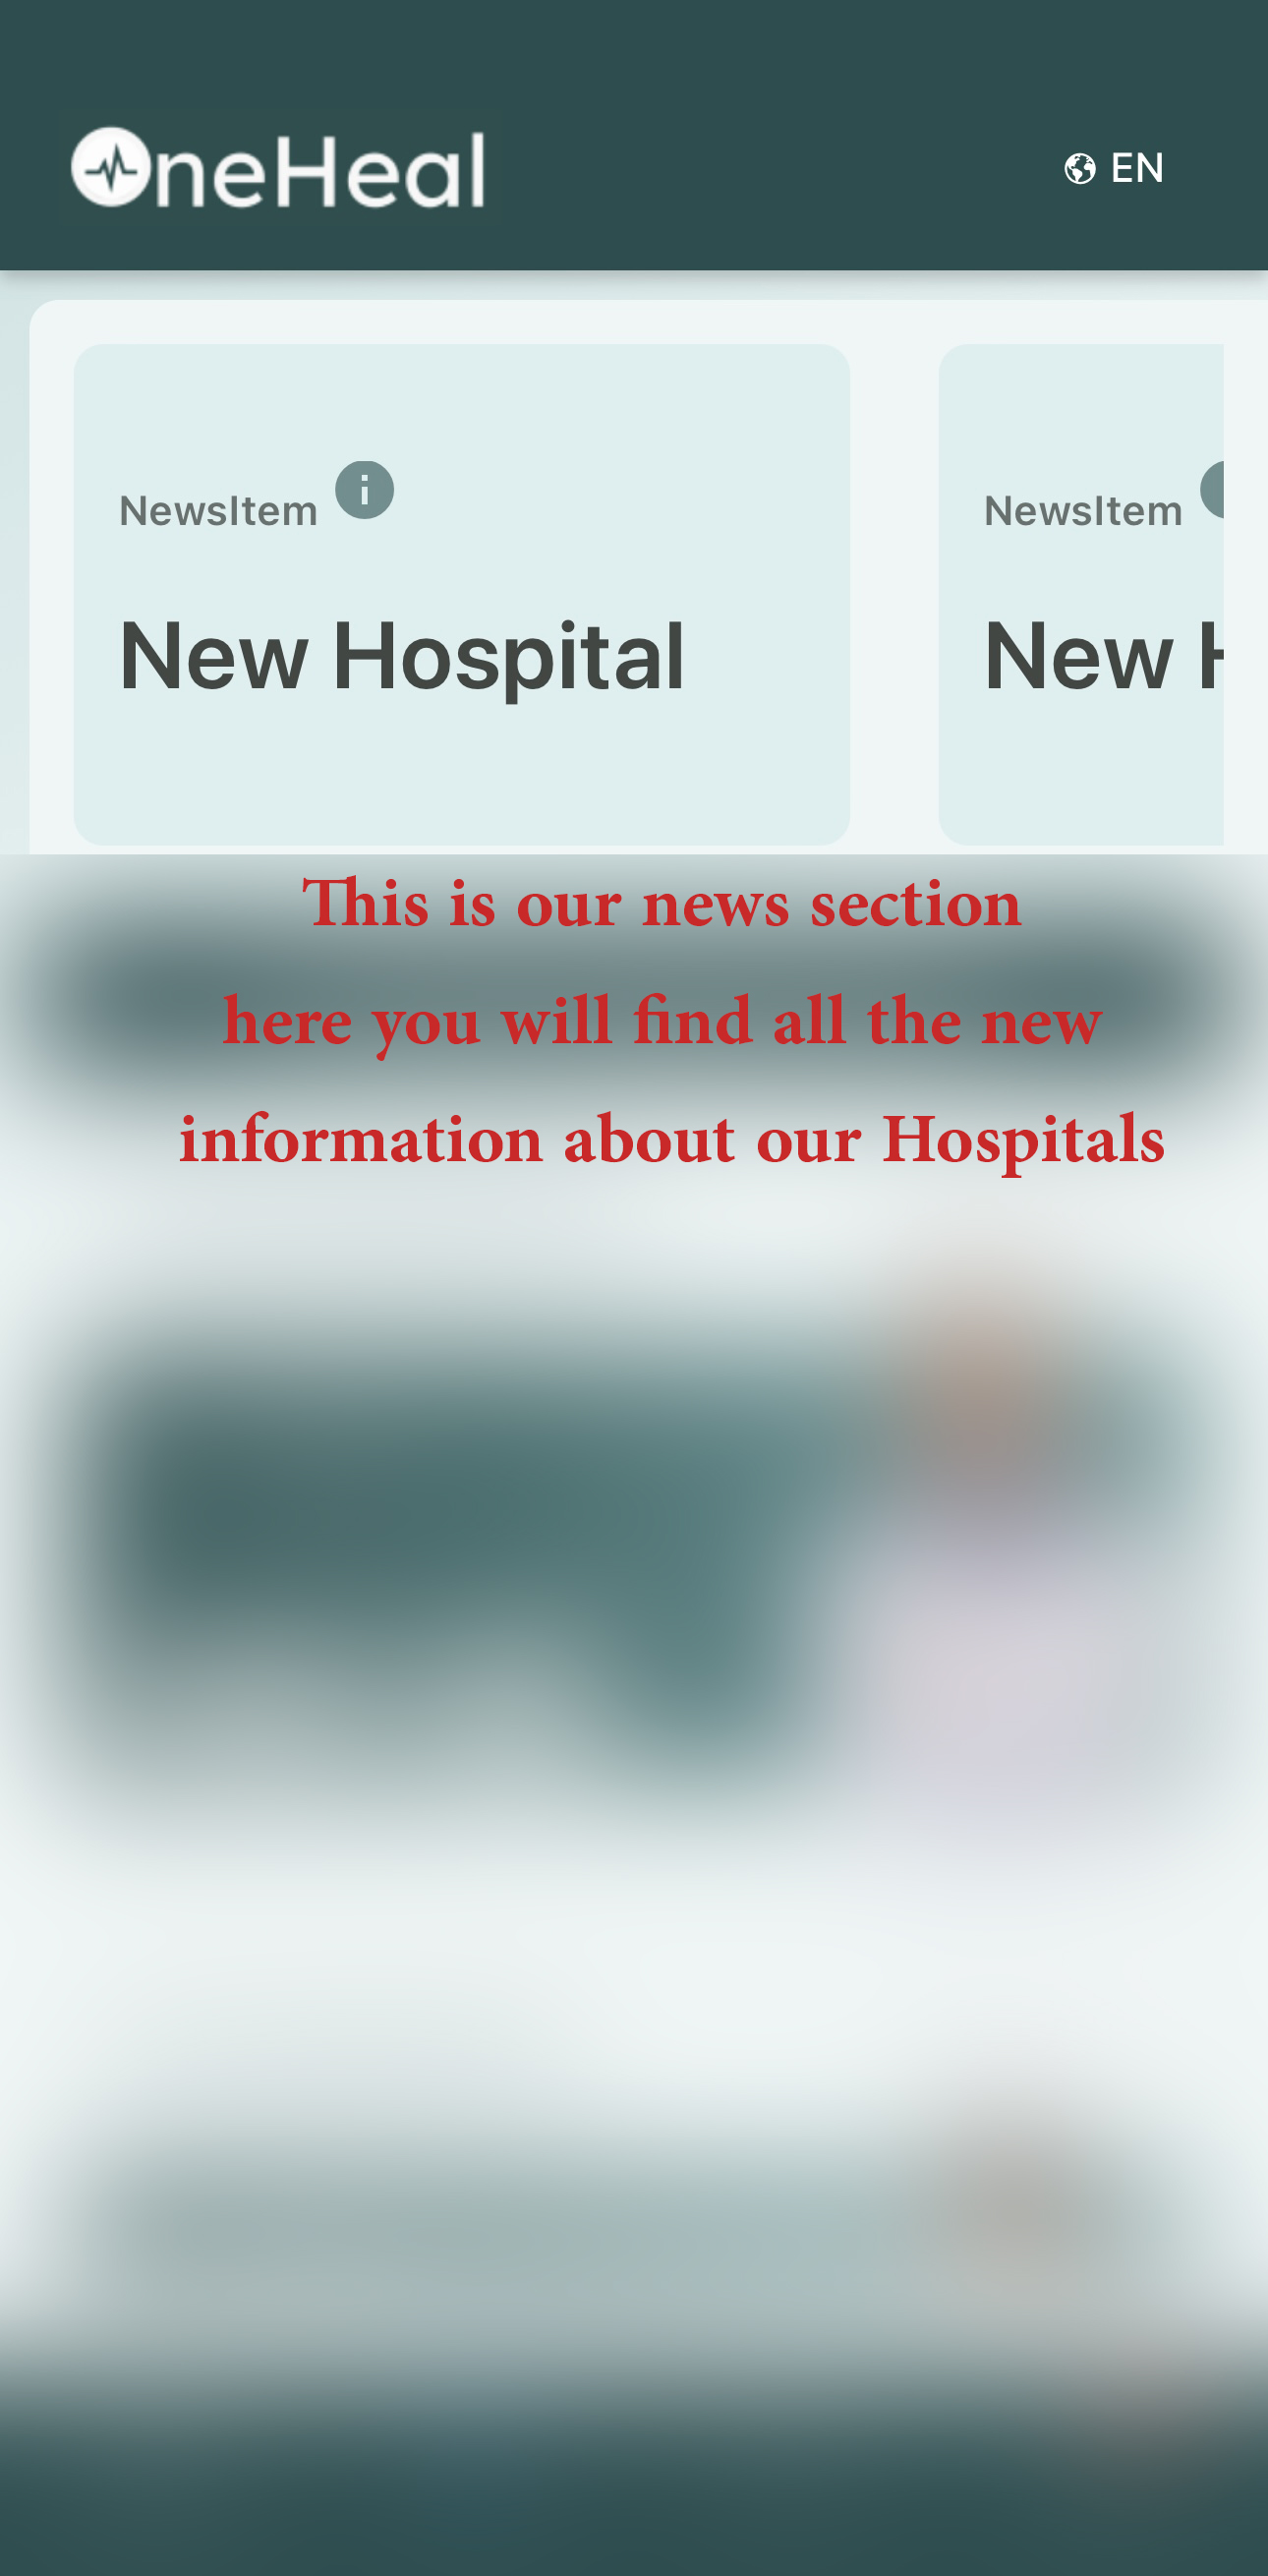 OneHeal
EN
NewsItem
New Hospital
NewsItem
New
This is our news section
here you will find all the new
information about our Hospitals